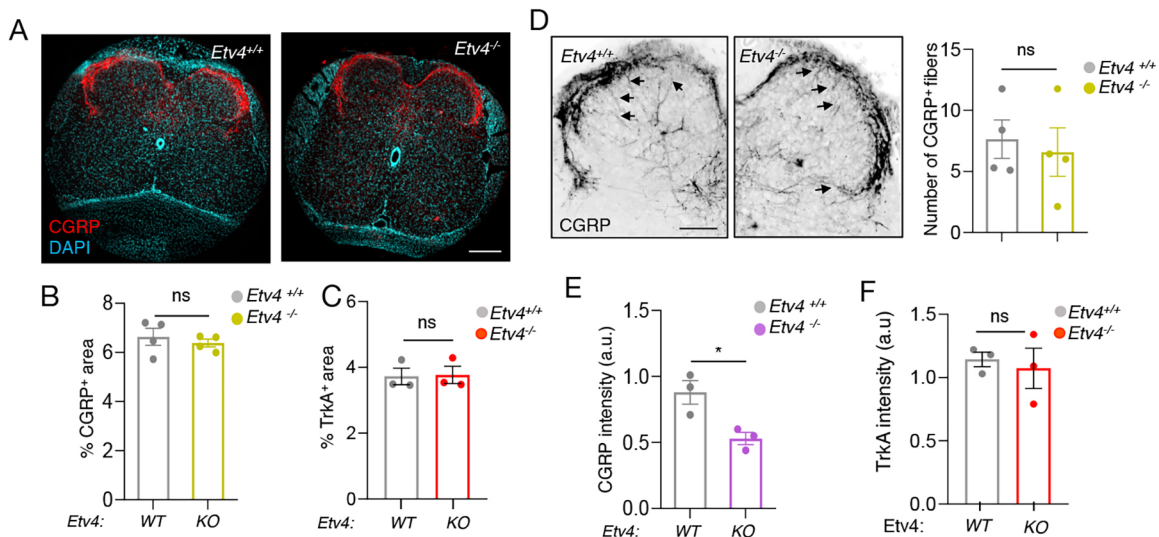 A
Etv4+/+
Etv4-/-
CGRP
DAPI
D
Etv4+/+
Etv4-/-
CGRP
Number of CGRP+ fibers
15
10
5
0
ns
Etv4 +/+
Etv4 -/-
B
% CGRP+ area
8
6
4
2
0
ns
Etv4 +/+
Etv4 -/-
Etv4: WT KO
C
% TrkA+ area
6
4
2
0
ns
Etv4+/+
Etv4-/-
Etv4: WT KO
E
CGRP intensity (a.u.)
1.5
1.0
0.5
0.0
*
Etv4 +/+
Etv4 -/-
Etv4: WT KO
F
TrkA intensity (a.u)
1.5
1.0
0.5
0.0
ns
Etv4+/+
Etv4-/-
Etv4: WT KO